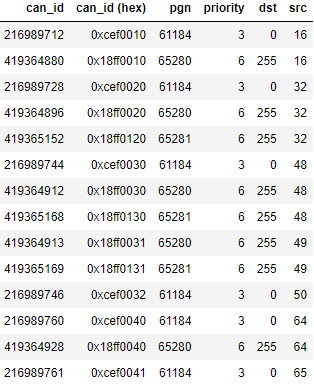 can_id can_id (hex) pgn priority dst src
216989712 0xcef0010 61184 3 0 16
419364880 0x18ff0010 65280 6 255 16
216989728 0xcef0020 61184 3 0 32
419364896 0x18ff0020 65280 6 255 32
419365152 0x18ff0120 65281 6 255 32
216989744 0xcef0030 61184 3 0 48
419364912 0x18ff0030 65280 6 255 48
419365168 0x18ff0130 65281 6 255 48
419364913 0x18ff0031 65280 6 255 49
419365169 0x18ff0131 65281 6 255 49
216989746 0xcef0032 61184 3 0 50
216989760 0xcef0040 61184 3 0 64
419364928 0x18ff0040 65280 6 255 64
216989761 0xcef0041 61184 3 0 65